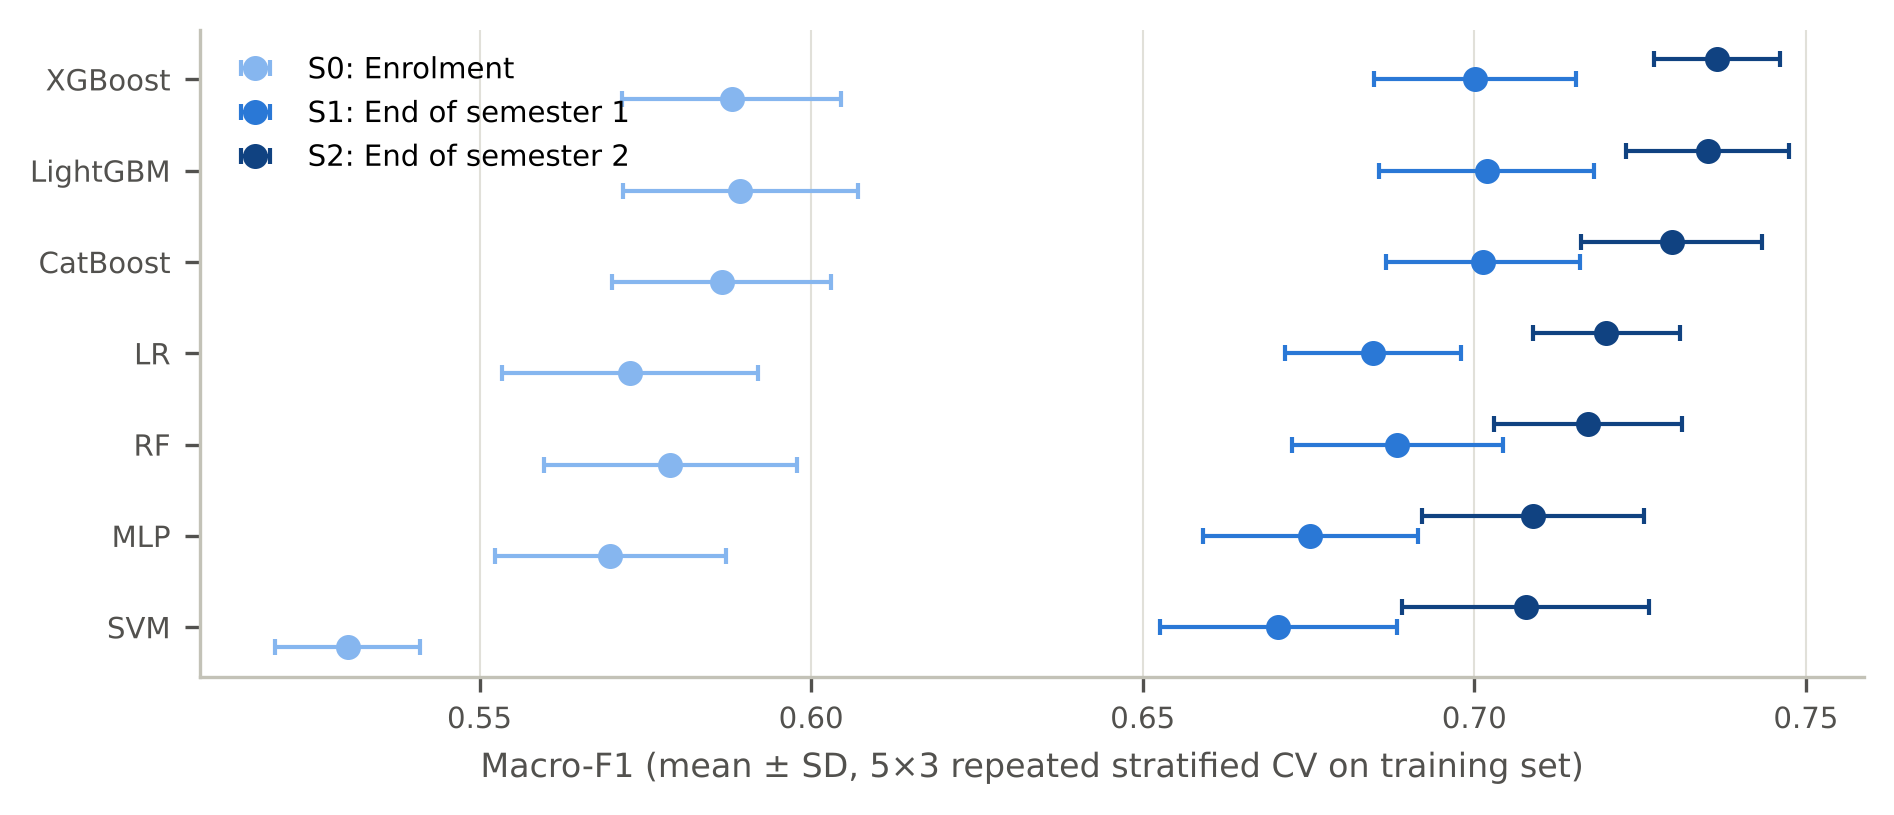 XGBoost
LightGBM
CatBoost
LR
RF
MLP
SVM
S0: Enrolment
S1: End of semester 1
S2: End of semester 2
0.55 0.60 0.65 0.70 0.75
Macro-F1 (mean ± SD, 5×3 repeated stratified CV on training set)